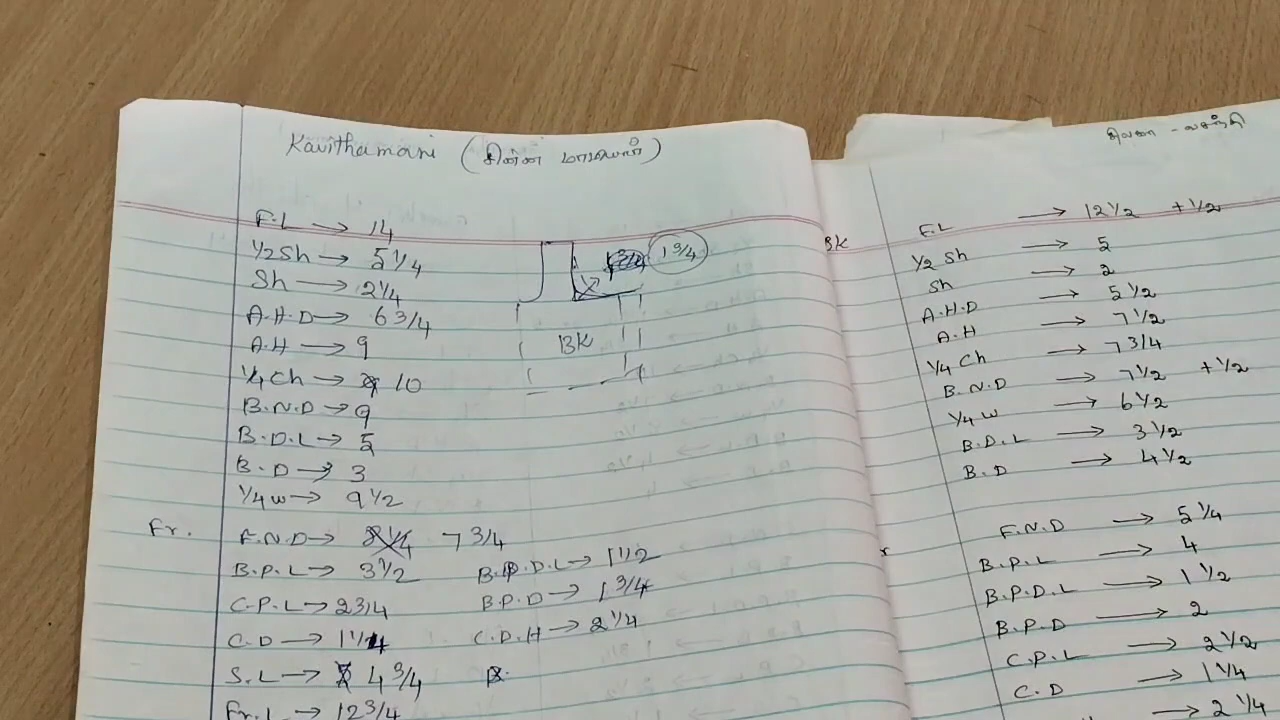 Kavithamani (சின்ன மாமியார்)
F.L → 14
1/2 Sh → 5 1/4
Sh → 2 1/4
A.H.D → 6 3/4
A.H → 9
1/4 Ch → 10
B.N.D → 9
B.D.L → 5
B.D → 3
1/4 W → 9 1/2
1 3/4
BK
Fr.
F.N.D → 8 1/4 7 3/4
B.P.L → 3 1/2 B.P.D.L → 1 1/2
C.P.L → 2 3/4 B.P.D → 1 3/4
C.D → 1 1/4 C.D.H → 2 1/4
S.L → 4 3/4
Fr.L → 12 3/4
BK
F.L → 12 1/2 + 1/2
1/2 Sh → 5
Sh → 2
A.H.D → 5 1/2
A.H → 7 1/2
1/4 Ch → 7 3/4
B.N.D → 7 1/2 + 1/2
1/4 W → 6 1/2
B.D.L → 3 1/2
B.D → 4 1/2
F.N.D → 5 1/4
B.P.L → 4
B.P.D.L → 1 1/2
B.P.D → 2
C.P.L → 2 1/2
C.D → 1 1/4
→ 2 1/4